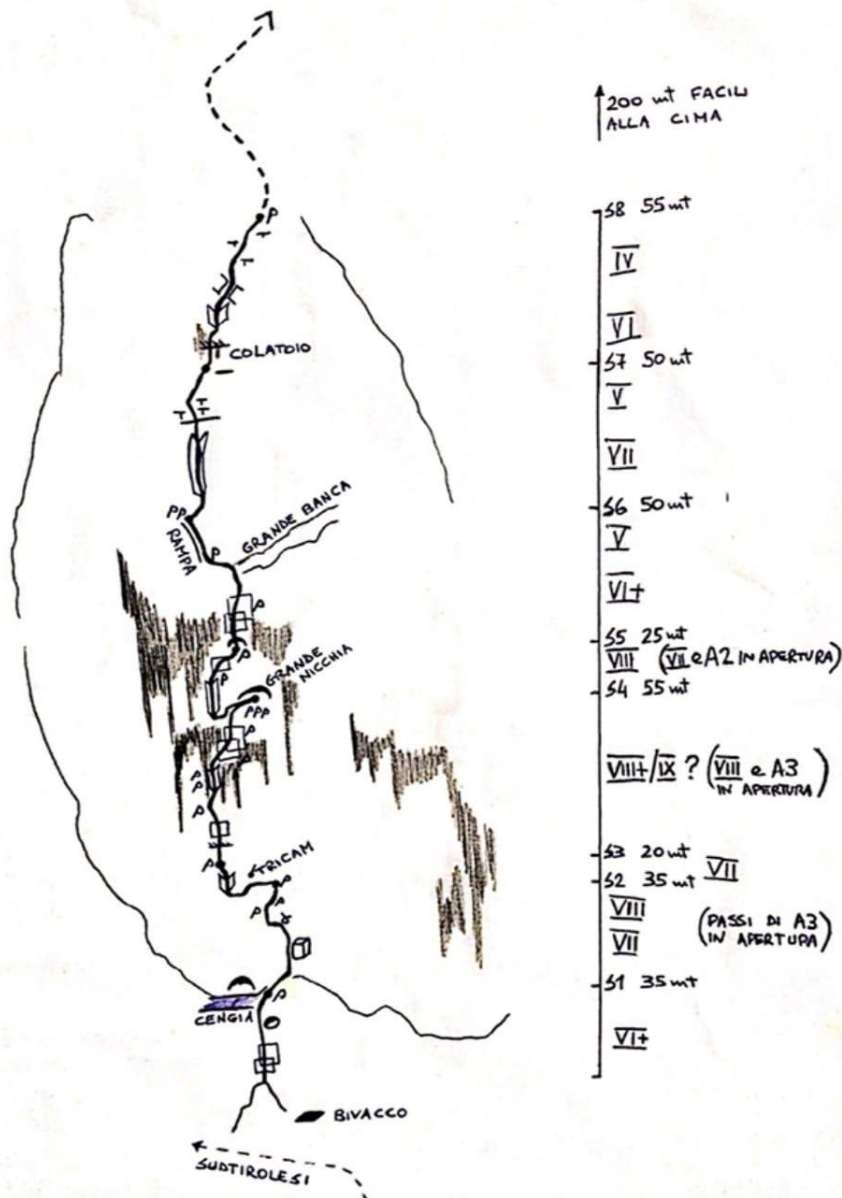 200 mt FACILI
ALLA CIMA
S8 55 mt
P
IV
VI
COLATOIO
S7 50 mt
V
VII
S6 50 mt
PP
RAMPA
P
GRANDE BANCA
V
VI+
P
S5 25 mt
P
VIII (VII e A2 IN APERTURA)
P
GRANDE
NICCHIA
S4 55 mt
PPP
P
P
VIII+/IX ? (VIII e A3
IN APERTURA)
P
P
P
S3 20 mt
VII
P
TRICAM
S2 35 mt
P
P
P
VIII
VII
(PASSI DI A3
IN APERTURA)
S1 35 mt
P
CENGIA
VI+
BIVACCO
SUDTIROLESI